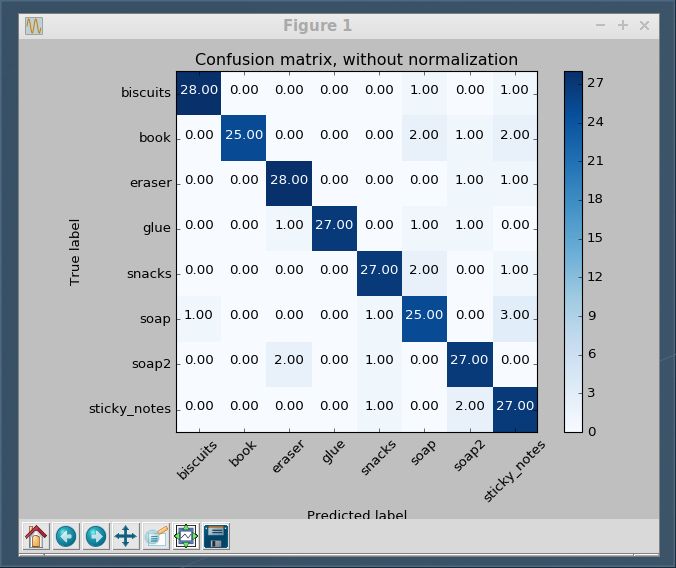 Figure 1
Confusion matrix, without normalization
biscuits 28.00 0.00 0.00 0.00 0.00 1.00 0.00 1.00
book 0.00 25.00 0.00 0.00 0.00 2.00 1.00 2.00
eraser 0.00 0.00 28.00 0.00 0.00 0.00 1.00 1.00
glue 0.00 0.00 1.00 27.00 0.00 1.00 1.00 0.00
snacks 0.00 0.00 0.00 0.00 27.00 2.00 0.00 1.00
soap 1.00 0.00 0.00 0.00 1.00 25.00 0.00 3.00
soap2 0.00 0.00 2.00 0.00 1.00 0.00 27.00 0.00
sticky_notes 0.00 0.00 0.00 0.00 1.00 0.00 2.00 27.00
biscuits book eraser glue snacks soap soap2 sticky_notes
True label
Predicted label
27
24
21
18
15
12
9
6
3
0